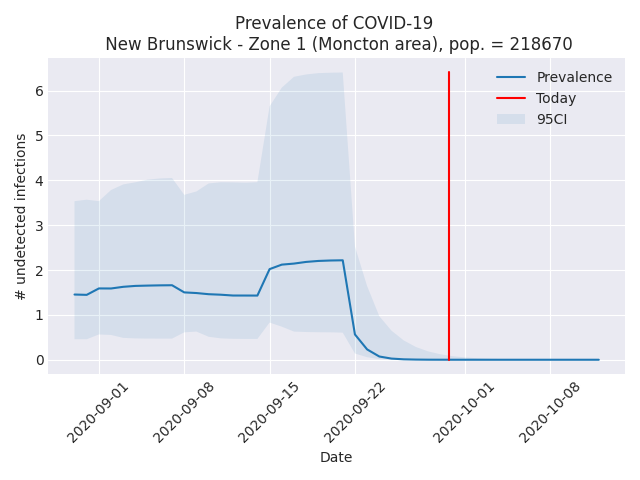 Prevalence of COVID-19
New Brunswick - Zone 1 (Moncton area), pop. = 218670
# undetected infections
6
5
4
3
2
1
0
Prevalence
Today
95CI
2020-09-01
2020-09-08
2020-09-15
2020-09-22
2020-10-01
2020-10-08
Date